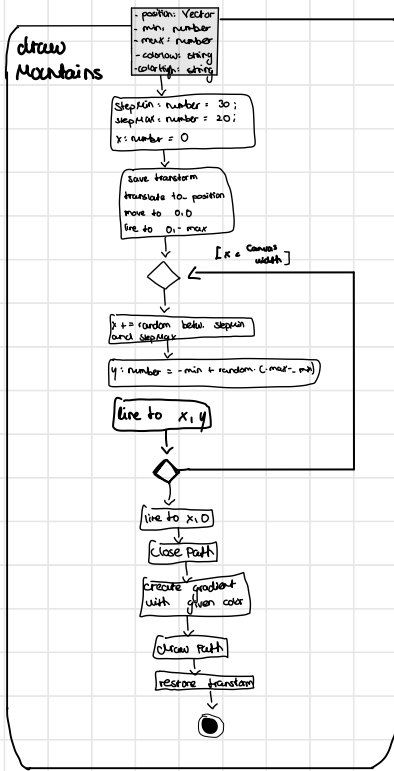 draw
Mountains
- position: Vector
- min: number
- max: number
- colorlow: string
- colorhigh: string
stepMin: number = 30;
stepMax: number = 20;
x: number = 0
save transform
translate to _position
move to 0,0
line to 0,-max
[x < canvas
width]
x += random betw. stepMin
and stepMax
y: number = -min + random·(_max-_min)
line to x, y
line to x, 0
close Path
create gradient
with given color
draw Path
restore transform